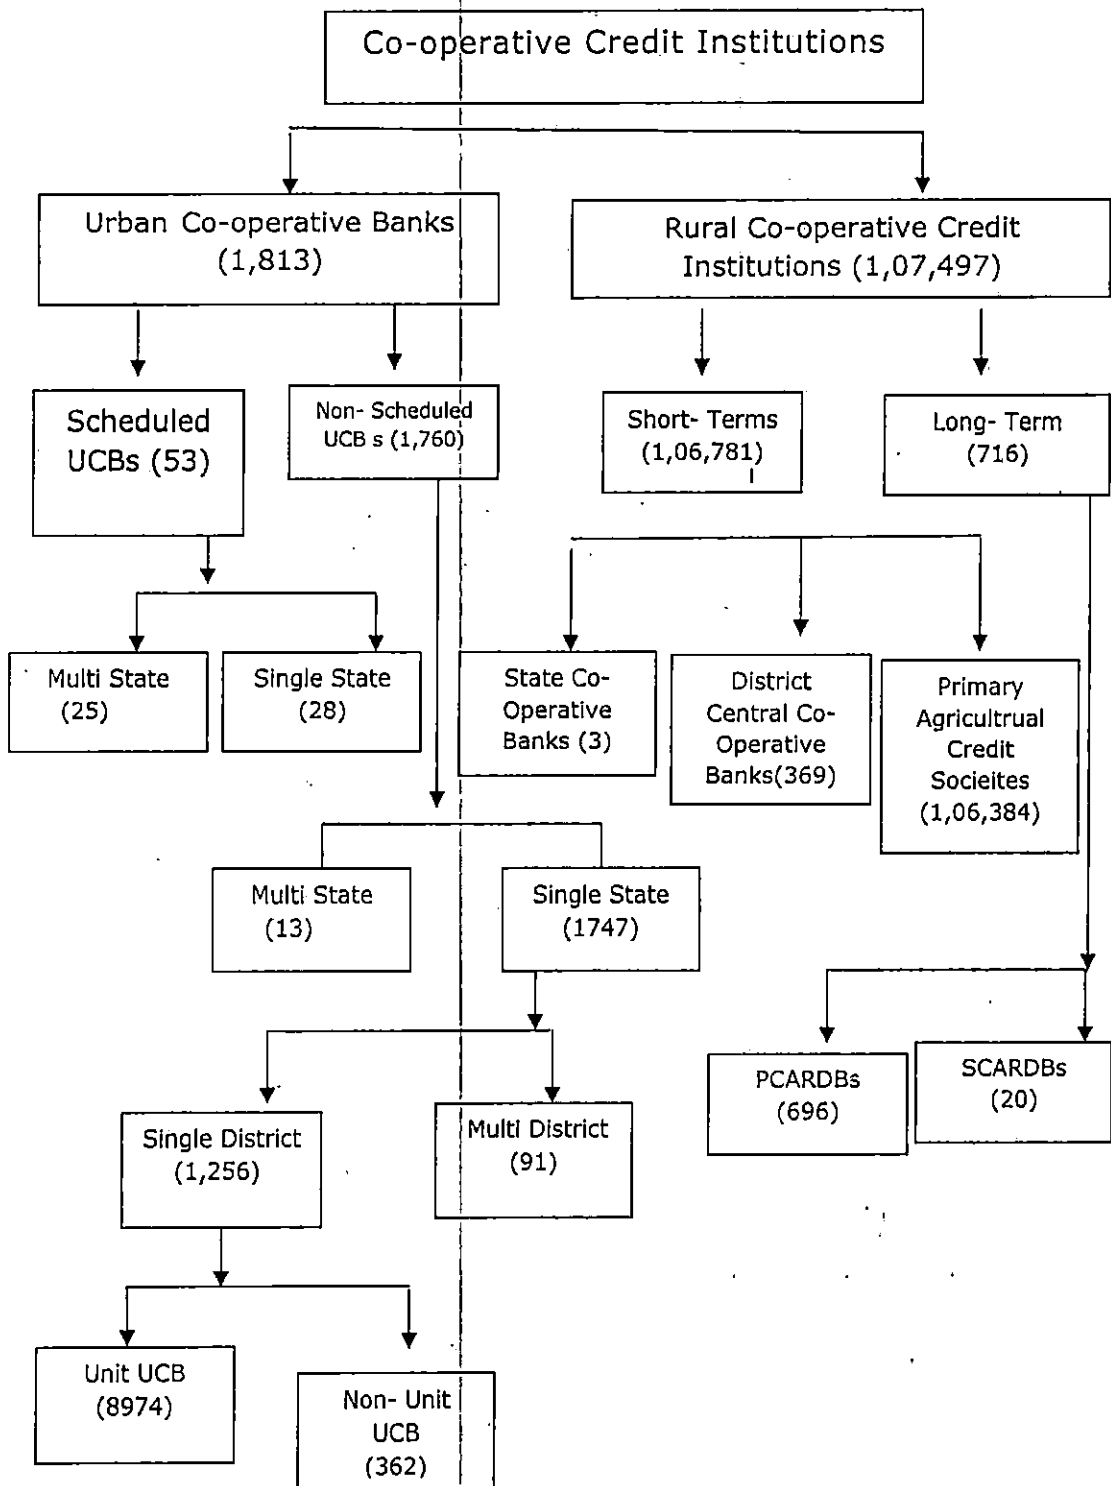 Co-operative Credit Institutions
Urban Co-operative Banks
(1,813)
Rural Co-operative Credit
Institutions (1,07,497)
Scheduled
UCBs (53)
Non- Scheduled
UCB s (1,760)
Short- Terms
(1,06,781)
Long- Term
(716)
Multi State
(25)
Single State
(28)
State Co-
Operative
Banks (3)
District
Central Co-
Operative
Banks(369)
Primary
Agricultrual
Credit
Socieites
(1,06,384)
Multi State
(13)
Single State
(1747)
PCARDBs
(696)
SCARDBs
(20)
Single District
(1,256)
Multi District
(91)
Unit UCB
(8974)
Non- Unit
UCB
(362)